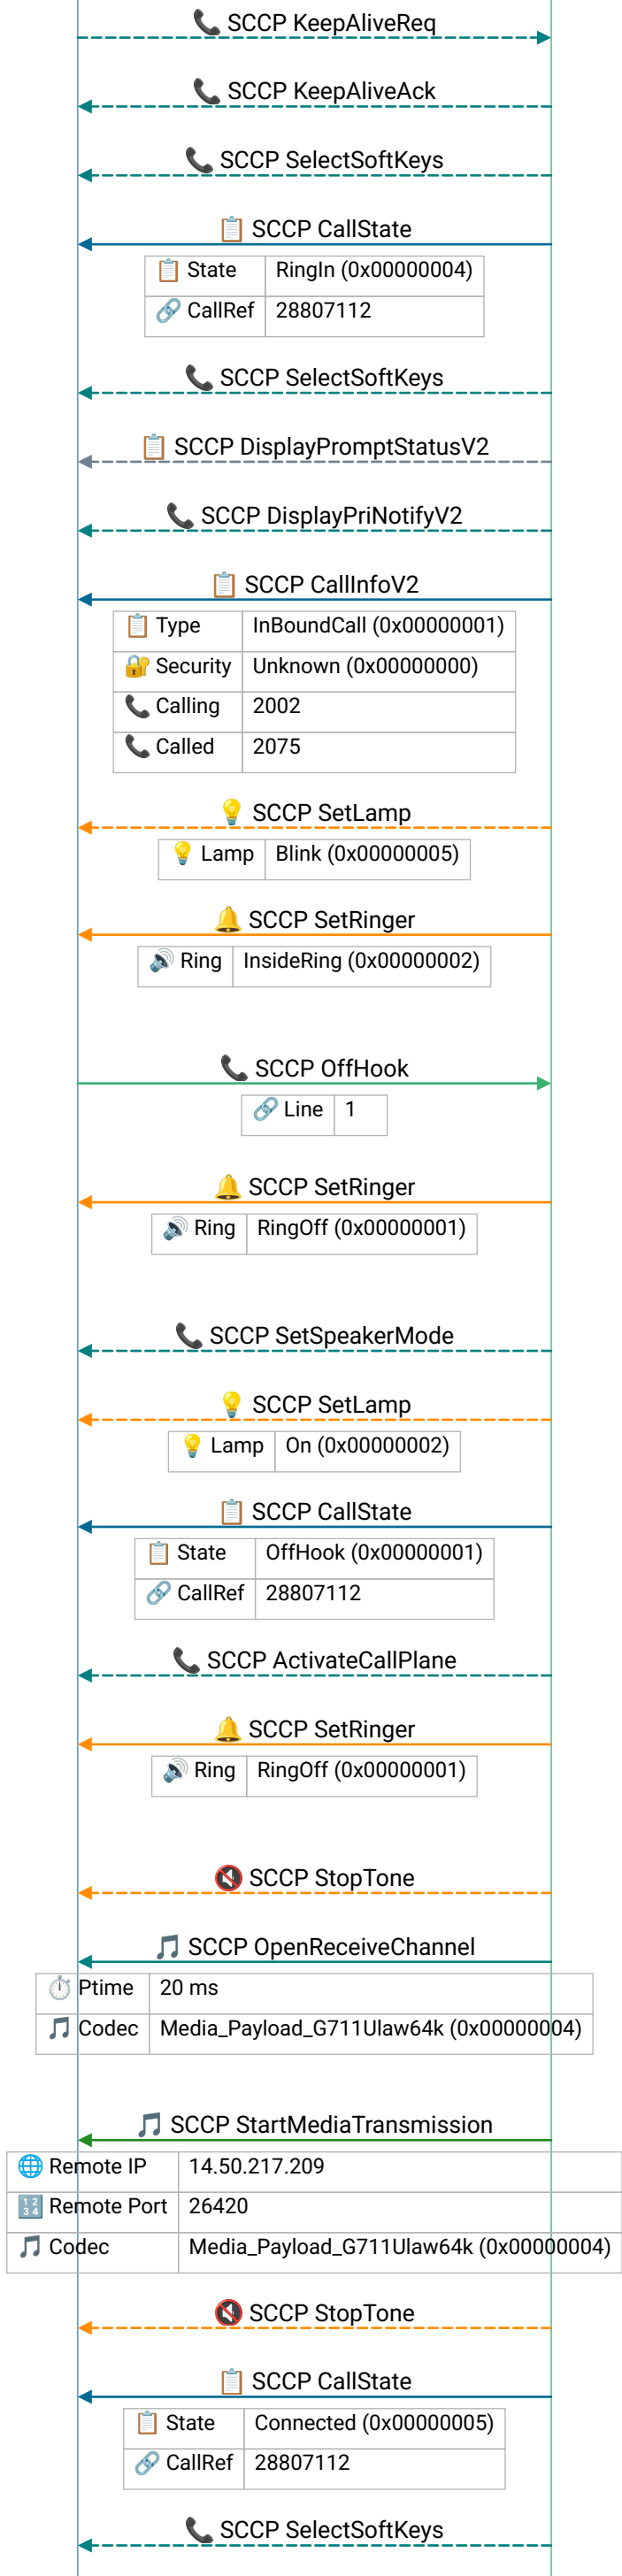 📞 SCCP KeepAliveReq
📞 SCCP KeepAliveAck
📞 SCCP SelectSoftKeys
📋 SCCP CallState
📋 State RingIn (0x00000004)
🔗 CallRef 28807112
📞 SCCP SelectSoftKeys
📋 SCCP DisplayPromptStatusV2
📞 SCCP DisplayPriNotifyV2
📋 SCCP CallInfoV2
📋 Type InBoundCall (0x00000001)
🔐 Security Unknown (0x00000000)
📞 Calling 2002
📞 Called 2075
💡 SCCP SetLamp
💡 Lamp Blink (0x00000005)
🔔 SCCP SetRinger
🔊 Ring InsideRing (0x00000002)
📞 SCCP OffHook
🔗 Line 1
🔔 SCCP SetRinger
🔊 Ring RingOff (0x00000001)
📞 SCCP SetSpeakerMode
💡 SCCP SetLamp
💡 Lamp On (0x00000002)
📋 SCCP CallState
📋 State OffHook (0x00000001)
🔗 CallRef 28807112
📞 SCCP ActivateCallPlane
🔔 SCCP SetRinger
🔊 Ring RingOff (0x00000001)
🔇 SCCP StopTone
🎵 SCCP OpenReceiveChannel
⏱️ Ptime 20 ms
🎵 Codec Media_Payload_G711Ulaw64k (0x00000004)
🎵 SCCP StartMediaTransmission
🌐 Remote IP 14.50.217.209
🔢 Remote Port 26420
🎵 Codec Media_Payload_G711Ulaw64k (0x00000004)
🔇 SCCP StopTone
📋 SCCP CallState
📋 State Connected (0x00000005)
🔗 CallRef 28807112
📞 SCCP SelectSoftKeys